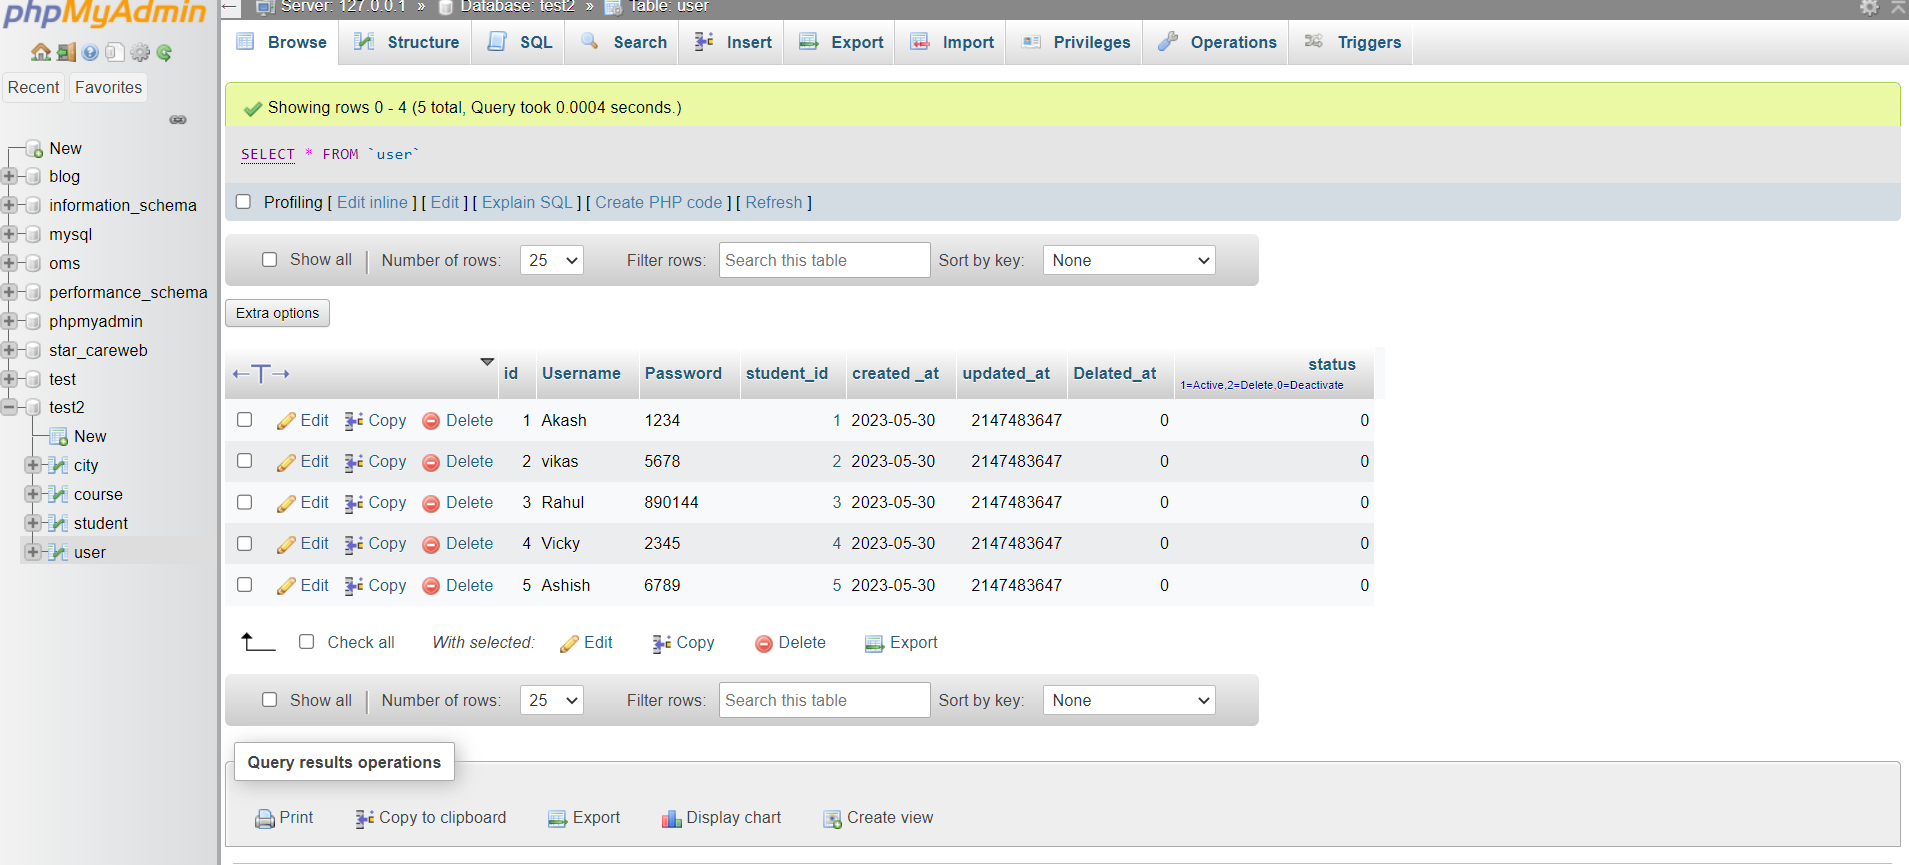 phpMyAdmin
Recent Favorites
New
blog
information_schema
mysql
oms
performance_schema
phpmyadmin
star_careweb
test
test2
New
city
course
student
user
Server: 127.0.0.1 » Database: test2 » Table: user
Browse Structure SQL Search Insert Export Import Privileges Operations Triggers
Showing rows 0 - 4 (5 total, Query took 0.0004 seconds.)
SELECT * FROM `user`
Profiling [ Edit inline ] [ Edit ] [ Explain SQL ] [ Create PHP code ] [ Refresh ]
Show all Number of rows: 25 Filter rows: Search this table Sort by key: None
Extra options
←T→ id Username Password student_id created _at updated_at Delated_at status
1=Active,2=Delete,0=Deactivate
Edit Copy Delete 1 Akash 1234 1 2023-05-30 2147483647 0 0
Edit Copy Delete 2 vikas 5678 2 2023-05-30 2147483647 0 0
Edit Copy Delete 3 Rahul 890144 3 2023-05-30 2147483647 0 0
Edit Copy Delete 4 Vicky 2345 4 2023-05-30 2147483647 0 0
Edit Copy Delete 5 Ashish 6789 5 2023-05-30 2147483647 0 0
Check all With selected: Edit Copy Delete Export
Show all Number of rows: 25 Filter rows: Search this table Sort by key: None
Query results operations
Print Copy to clipboard Export Display chart Create view